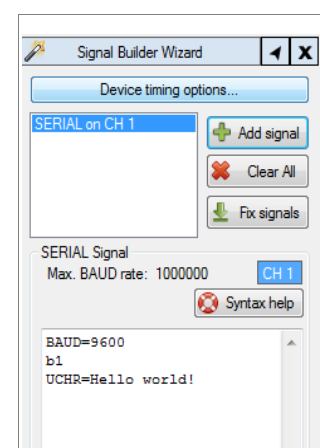 Signal Builder Wizard
X
Device timing options...
SERIAL on CH 1
Add signal
Clear All
Fix signals
SERIAL Signal
Max. BAUD rate: 1000000 CH 1
Syntax help
BAUD=9600
b1
UCHR=Hello world!